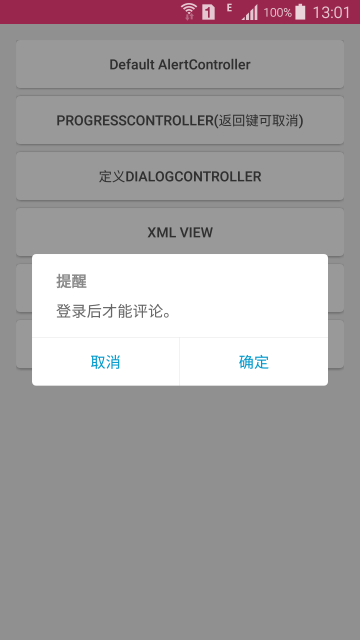 1 E 100% 13:01
Default AlertController
PROGRESSCONTROLLER(返回键可取消)
定义DIALOGCONTROLLER
XML VIEW
提醒
登录后才能评论。
取消 确定